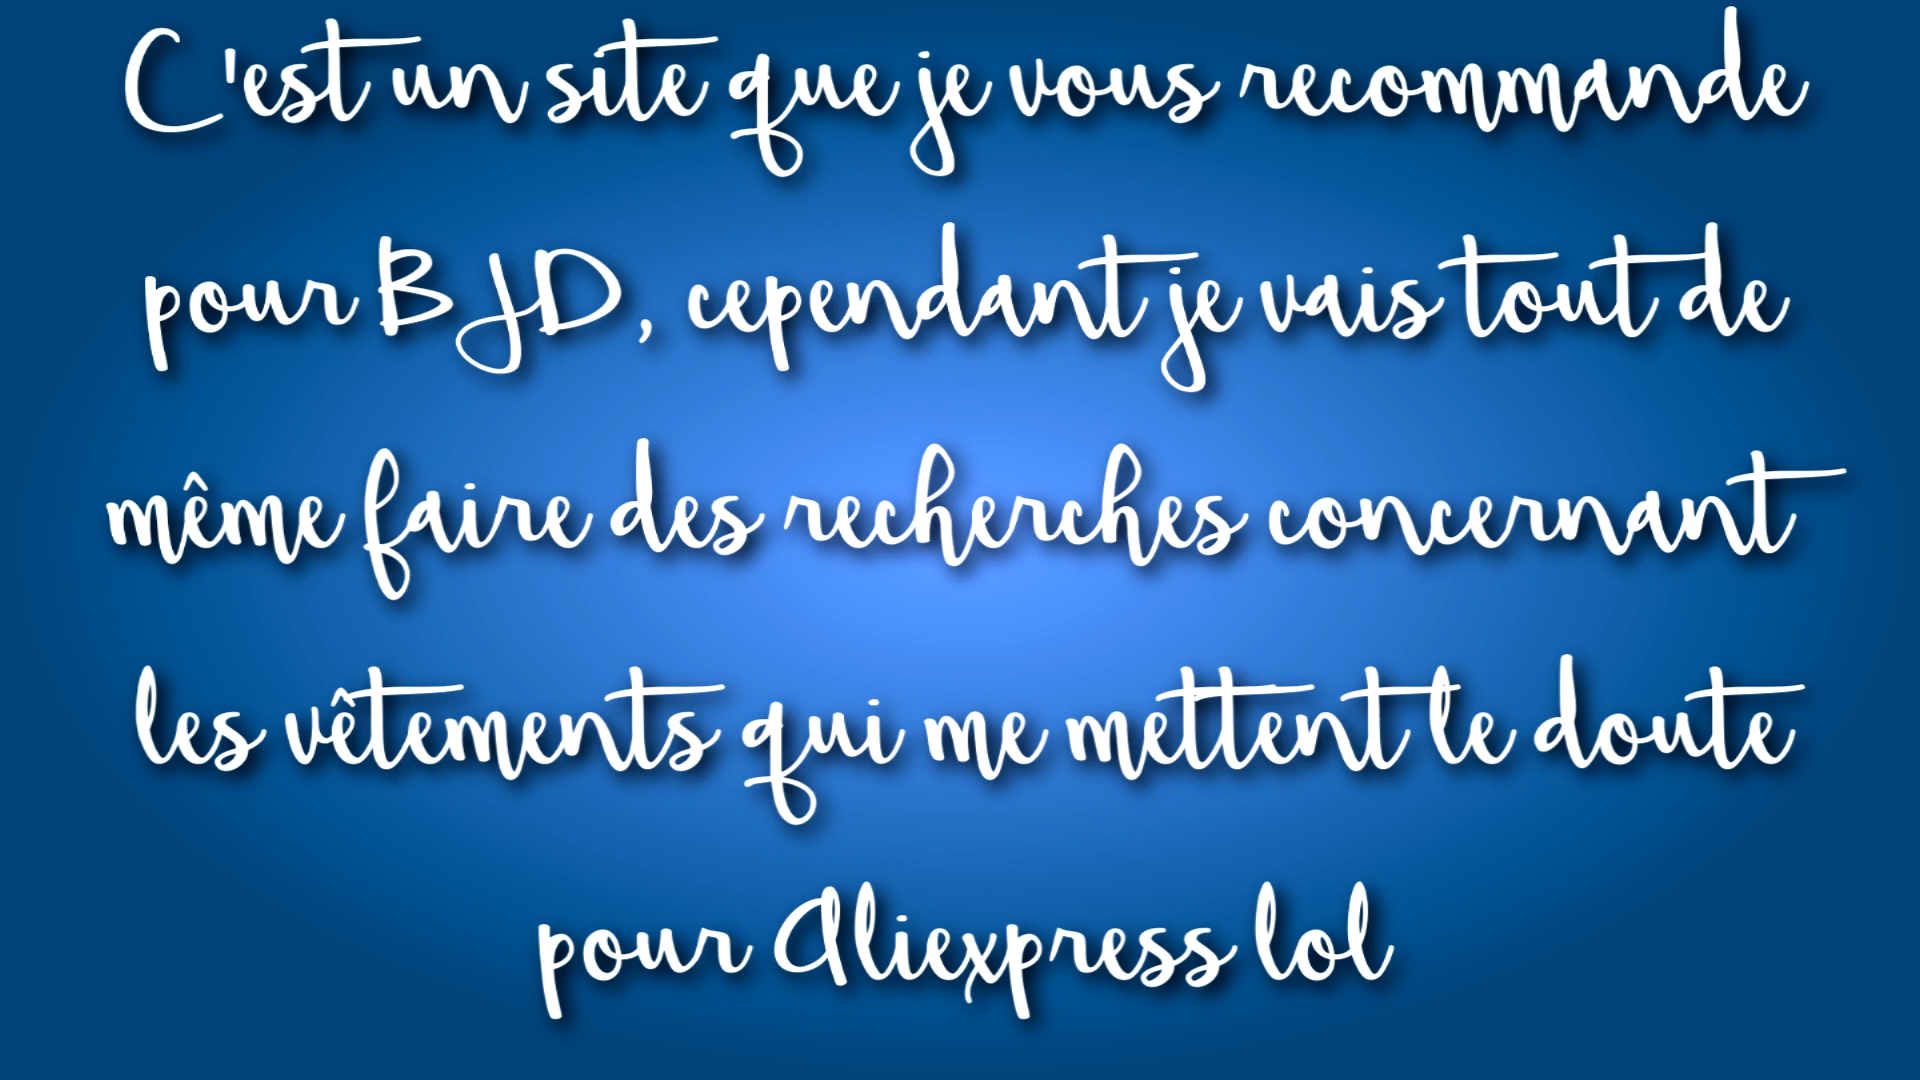 C'est un site que je vous recommande
pour BJD, cependant je vais tout de
même faire des recherches concernant
les vêtements qui me mettent le doute
pour Aliexpress lol